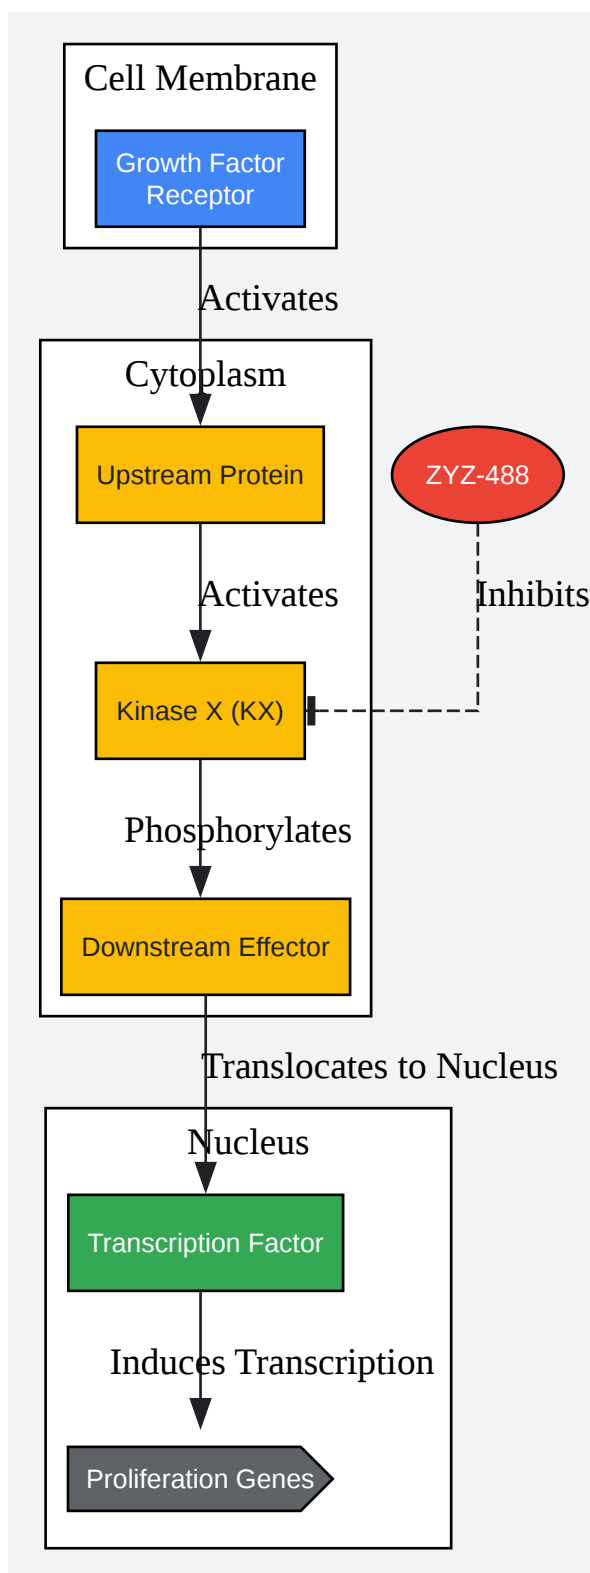 Cell Membrane
Growth Factor
Receptor
Activates
Cytoplasm
Upstream Protein
ZYZ-488
Activates
Inhibits
Kinase X (KX)
Phosphorylates
Downstream Effector
Translocates to Nucleus
Nucleus
Transcription Factor
Induces Transcription
Proliferation Genes